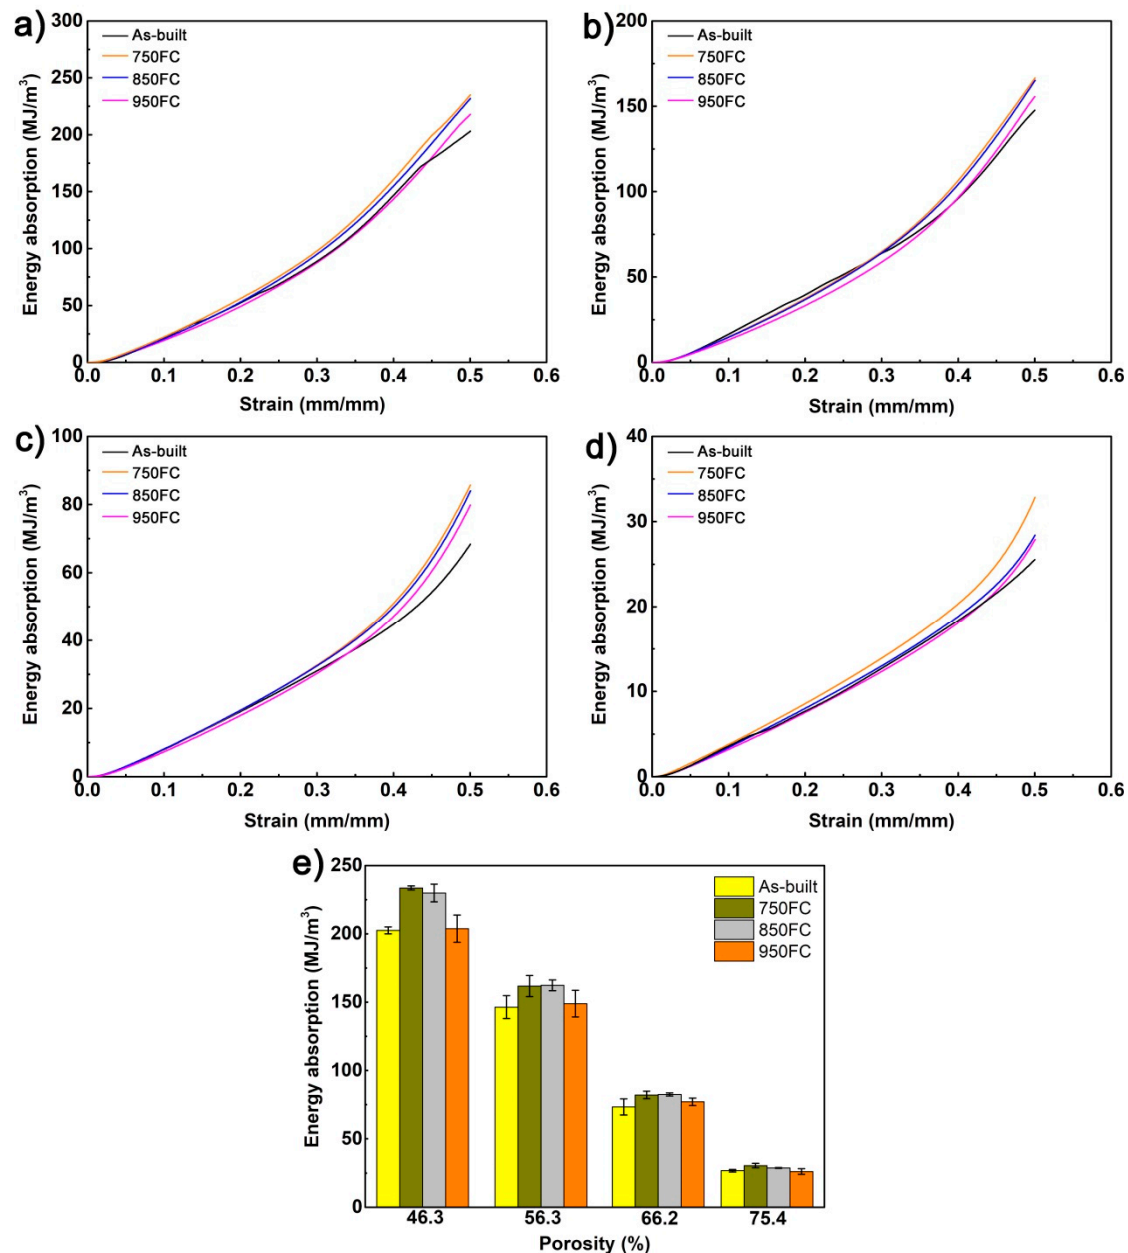 a)
300
250
200
150
100
50
0
Energy absorption (MJ/m³)
As-built
750FC
850FC
950FC
0.0 0.1 0.2 0.3 0.4 0.5 0.6
Strain (mm/mm)
b)
200
150
100
50
0
Energy absorption (MJ/m³)
As-built
750FC
850FC
950FC
0.0 0.1 0.2 0.3 0.4 0.5 0.6
Strain (mm/mm)
c)
100
80
60
40
20
0
Energy absorption (MJ/m³)
As-built
750FC
850FC
950FC
0.0 0.1 0.2 0.3 0.4 0.5 0.6
Strain (mm/mm)
d)
40
30
20
10
0
Energy absorption (MJ/m³)
As-built
750FC
850FC
950FC
0.0 0.1 0.2 0.3 0.4 0.5 0.6
Strain (mm/mm)
e)
250
200
150
100
50
0
Energy absorption (MJ/m³)
As-built
750FC
850FC
950FC
46.3 56.3 66.2 75.4
Porosity (%)